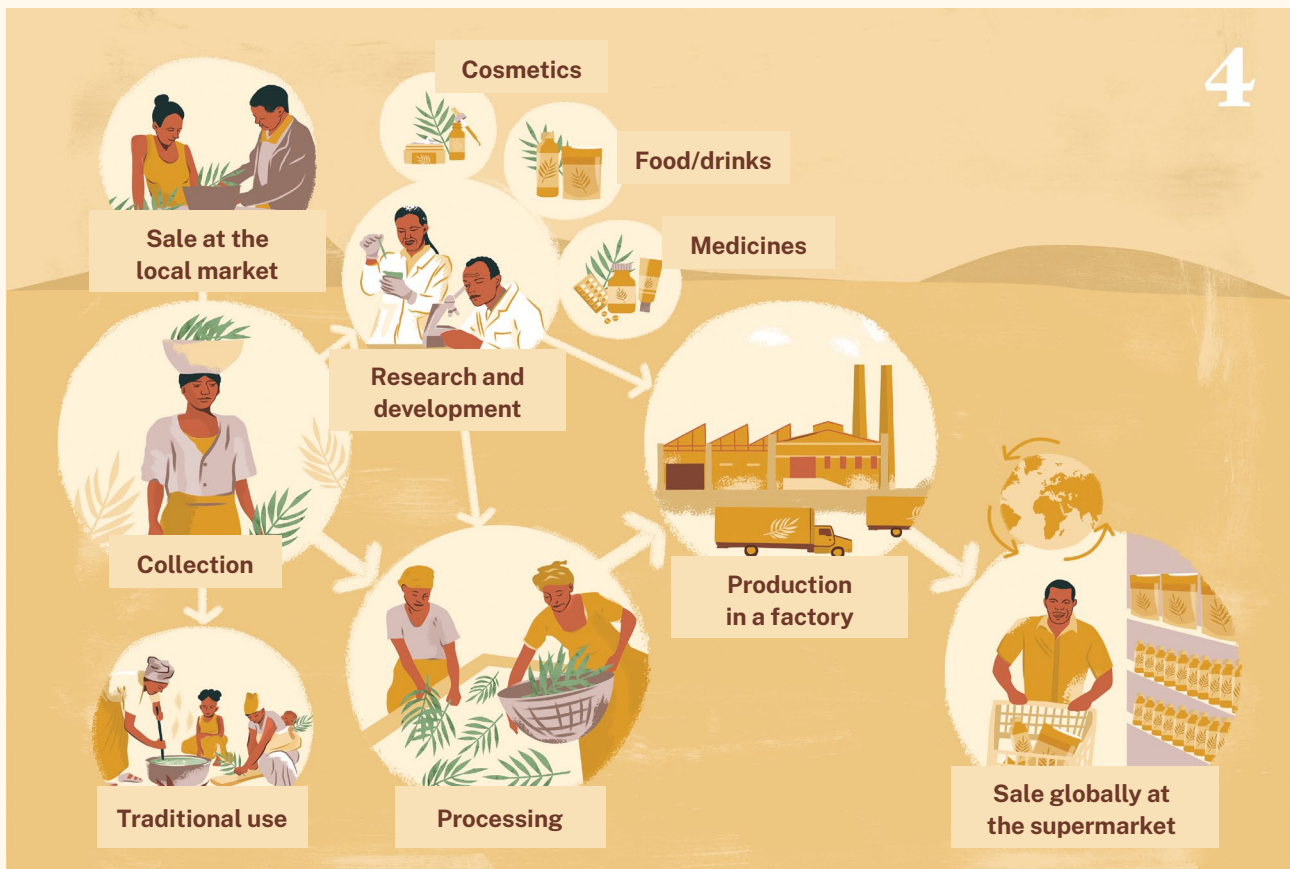 4
Cosmetics
Food/drinks
Medicines
Sale at the
local market
Research and
development
Collection
Production
in a factory
Traditional use
Processing
Sale globally at
the supermarket